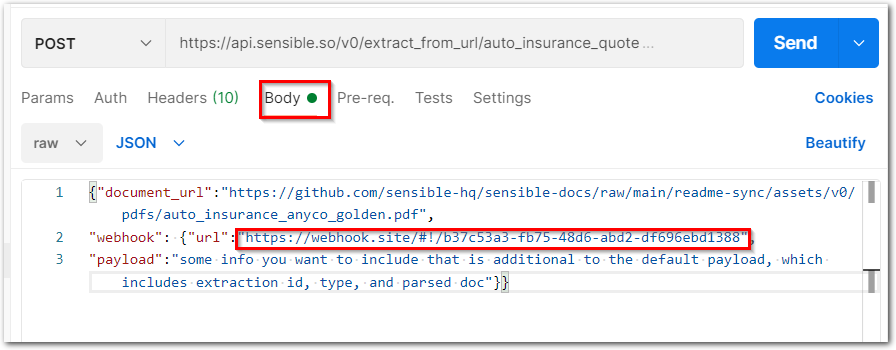 POST
https://api.sensible.so/v0/extract_from_url/auto_insurance_quote ...
Send
Params Auth Headers (10) Body Pre-req. Tests Settings Cookies
raw JSON Beautify
1 {"document_url":"https://github.com/sensible-hq/sensible-docs/raw/main/readme-sync/assets/v0/
pdfs/auto_insurance_anyco_golden.pdf",
2 "webhook": {"url":"https://webhook.site/#!/b37c53a3-fb75-48d6-abd2-df696ebd1388",
3 "payload":"some info you want to include that is additional to the default payload, which
includes extraction id, type, and parsed doc"}}